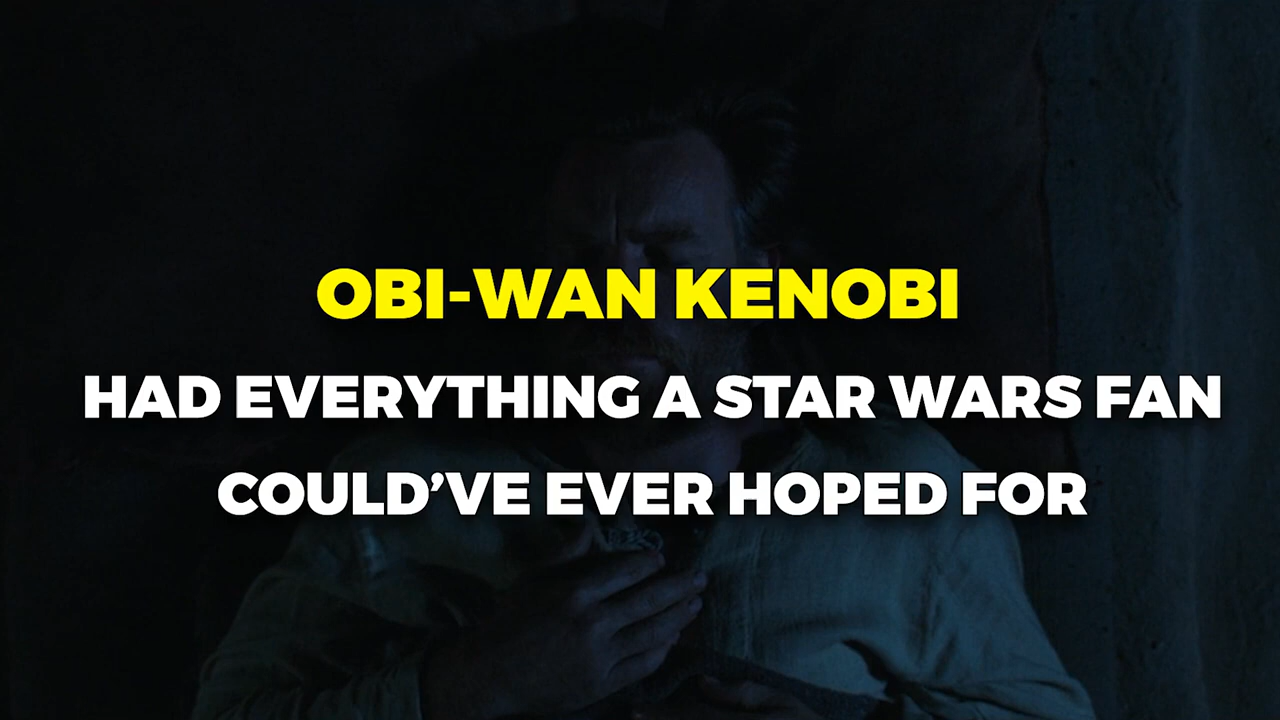 OBI-WAN KENOBI
HAD EVERYTHING A STAR WARS FAN
COULD’VE EVER HOPED FOR